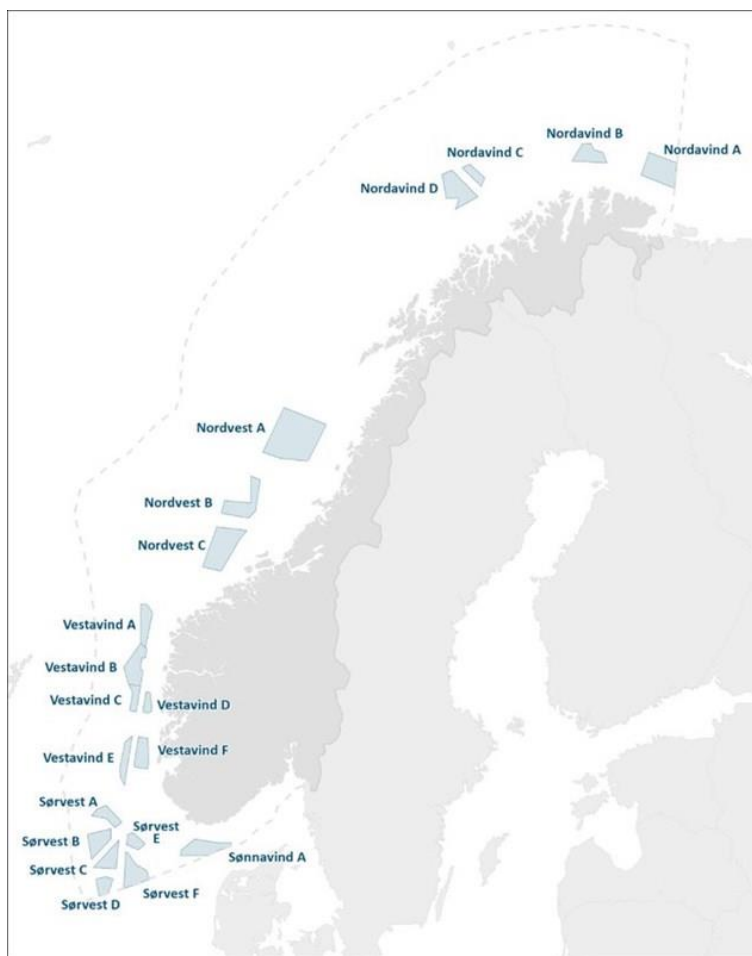 Nordavind B
Nordavind A
Nordavind C
Nordavind D
Nordvest A
Nordvest B
Nordvest C
Vestavind A
Vestavind B
Vestavind C
Vestavind D
Vestavind E
Vestavind F
Sørvest A
Sørvest
E
Sørvest B
Sønnavind A
Sørvest C
Sørvest F
Sørvest D